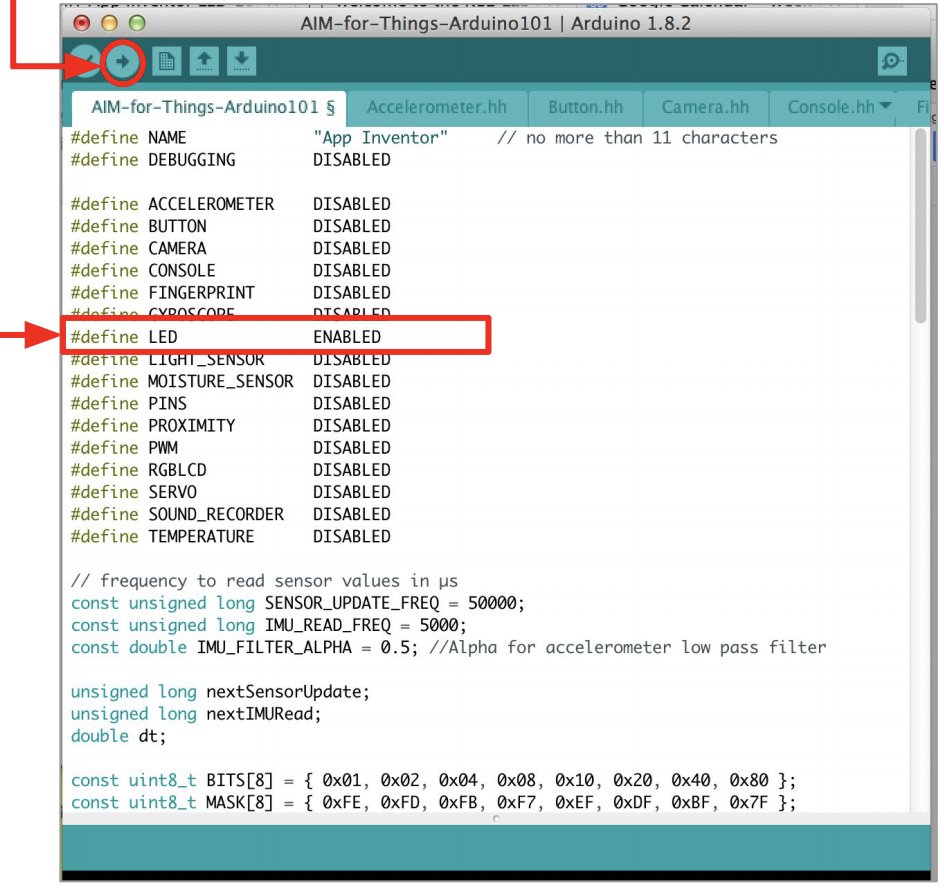 AIM-for-Things-Arduino101 | Arduino 1.8.2
AIM-for-Things-Arduino101 § Accelerometer.hh Button.hh Camera.hh Console.hh
#define NAME "App Inventor" // no more than 11 characters
#define DEBUGGING DISABLED
#define ACCELEROMETER DISABLED
#define BUTTON DISABLED
#define CAMERA DISABLED
#define CONSOLE DISABLED
#define FINGERPRINT DISABLED
#define GYROSCOPE DISABLED
#define LED ENABLED
#define LIGHT_SENSOR DISABLED
#define MOISTURE_SENSOR DISABLED
#define PINS DISABLED
#define PROXIMITY DISABLED
#define PWM DISABLED
#define RGBLCD DISABLED
#define SERVO DISABLED
#define SOUND_RECORDER DISABLED
#define TEMPERATURE DISABLED
// frequency to read sensor values in µs
const unsigned long SENSOR_UPDATE_FREQ = 50000;
const unsigned long IMU_READ_FREQ = 5000;
const double IMU_FILTER_ALPHA = 0.5; //Alpha for accelerometer low pass filter
unsigned long nextSensorUpdate;
unsigned long nextIMURead;
double dt;
const uint8_t BITS[8] = { 0x01, 0x02, 0x04, 0x08, 0x10, 0x20, 0x40, 0x80 };
const uint8_t MASK[8] = { 0xFE, 0xFD, 0xFB, 0xF7, 0xEF, 0xDF, 0xBF, 0x7F };